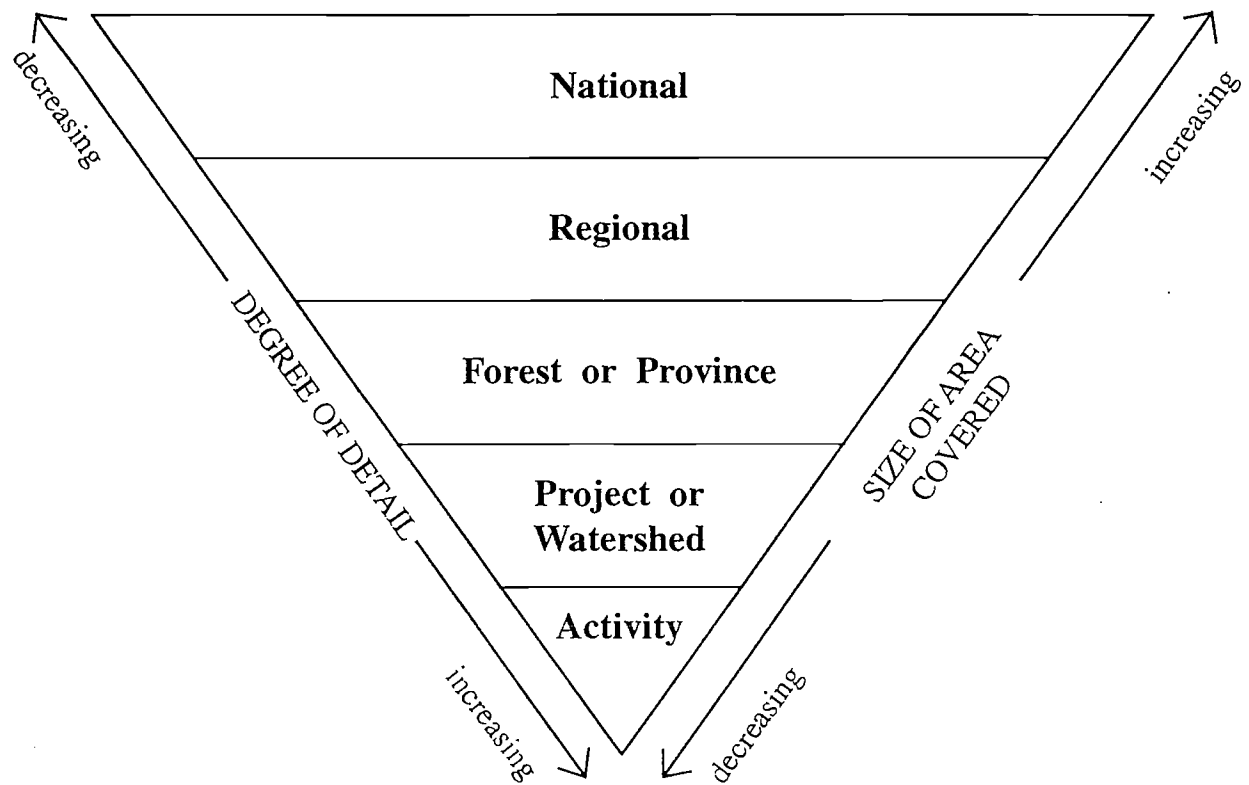 decreasing
National
increasing
Regional
DEGREE OF DETAIL
Forest or Province
SIZE OF AREA
COVERED
Project or
Watershed
Activity
increasing
decreasing